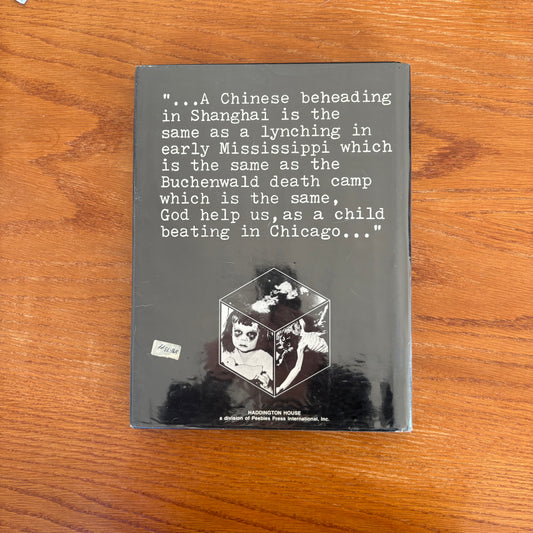 "...A Chinese beheading
in Shanghai is the
same as a lynching in
early Mississippi which
is the same as the
Buchenwald death camp
which is the same,
God help us, as a child
beating in Chicago..."
HADDINGTON HOUSE
a division of Peebles Press International, Inc.